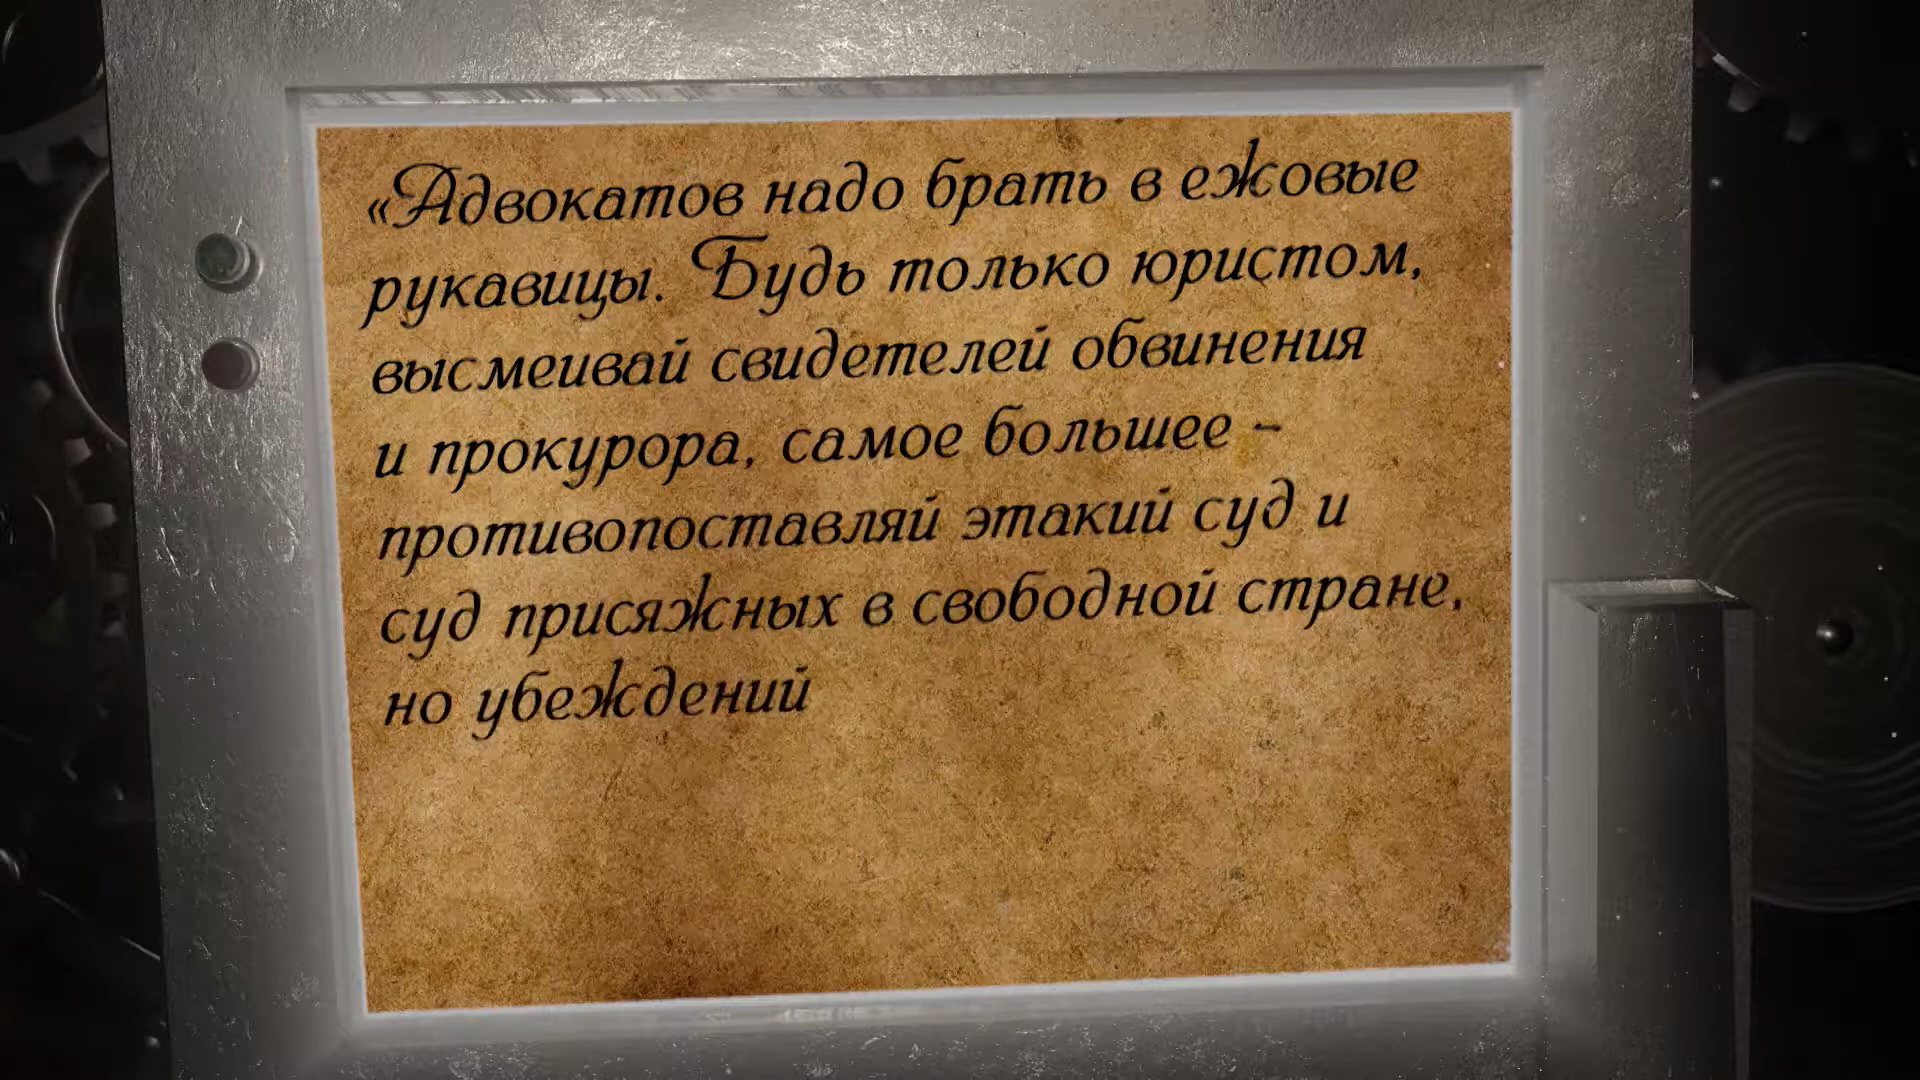 «Адвокатов надо брать в ежовые
рукавицы. Будь только юристом,
высмеивай свидетелей обвинения
и прокурора, самое большее –
противопоставляй этакий суд и
суд присяжных в свободной стране,
но убеждений